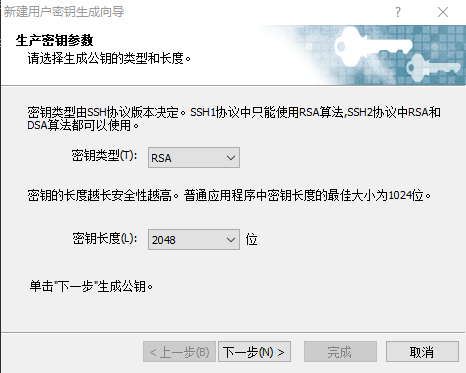 新建用户密钥生成向导
?
生产密钥参数
请选择生成公钥的类型和长度。
密钥类型由SSH协议版本决定。SSH1协议中只能使用RSA算法,SSH2协议中RSA和
DSA算法都可以使用。
密钥类型(T): RSA
密钥的长度越长安全性越高。普通应用程序中密钥长度的最佳大小为1024位。
密钥长度(L): 2048 位
单击"下一步"生成公钥。
< 上一步(B) 下一步(N) > 完成 取消